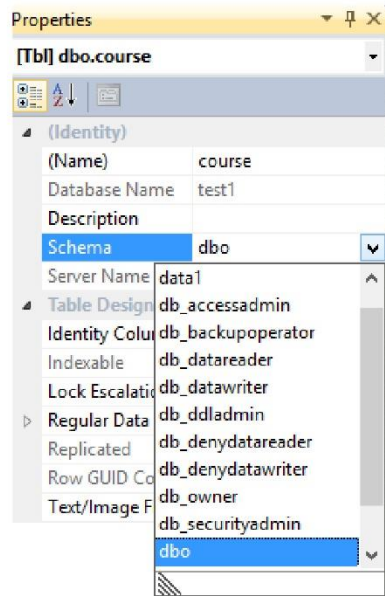 Properties
[Tbl] dbo.course
(Identity)
(Name) course
Database Name test1
Description
Schema dbo
Server Name
data1
Table Design
db_accessadmin
Identity Colu
db_backupoperator
Indexable
db_datareader
Lock Escalatio
db_datawriter
Regular Data
db_ddladmin
Replicated
db_denydatareader
Row GUID Co
db_denydatawriter
Text/Image F
db_owner
db_securityadmin
dbo